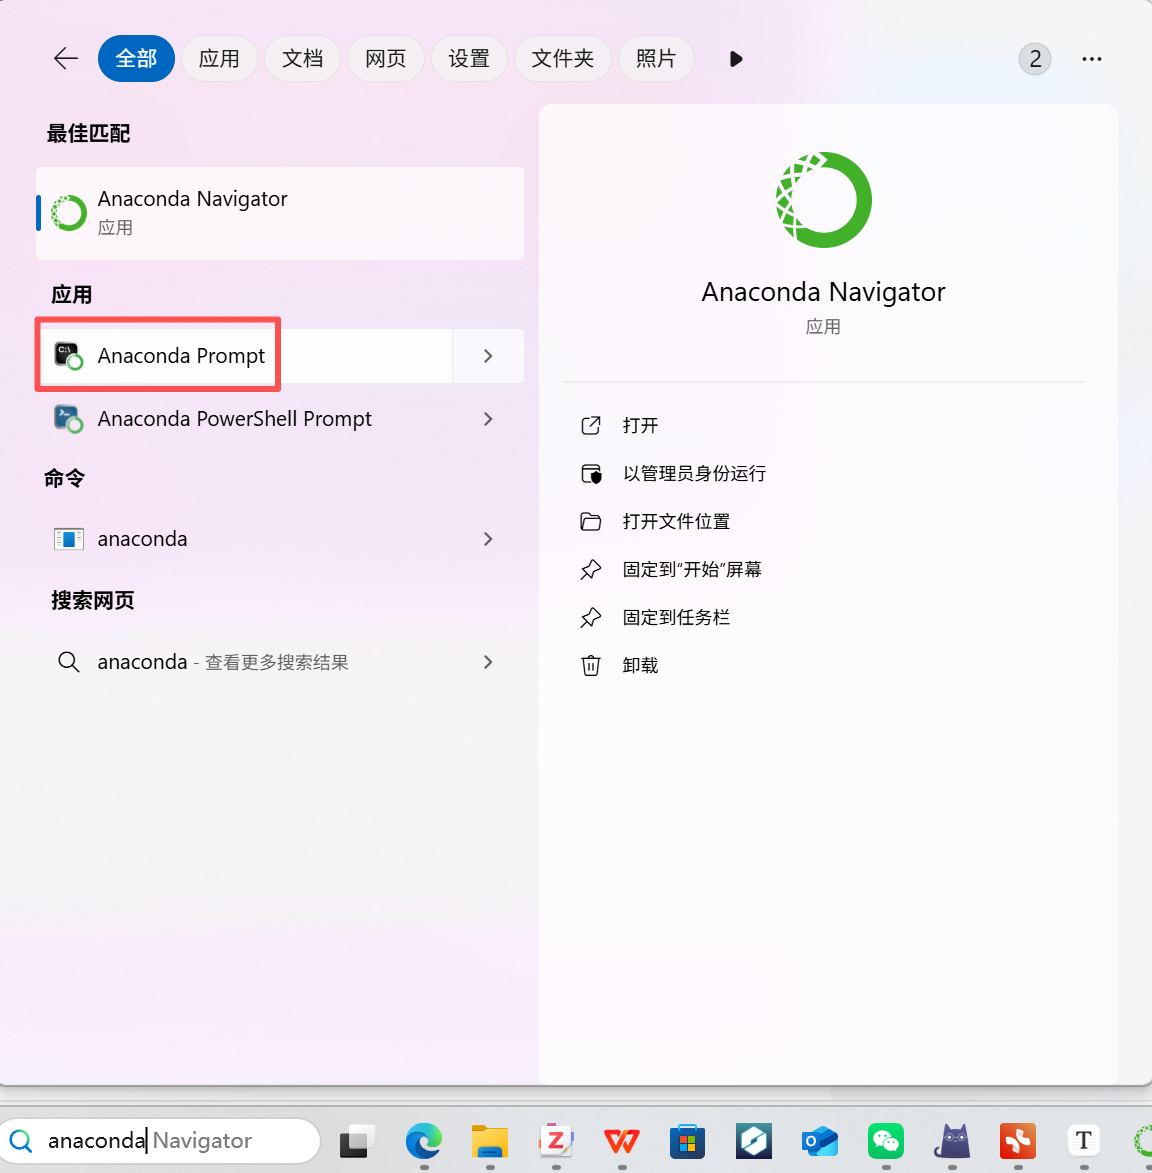 全部 应用 文档 网页 设置 文件夹 照片 2
最佳匹配
Anaconda Navigator
应用
应用
Anaconda Prompt
Anaconda PowerShell Prompt
命令
anaconda
搜索网页
anaconda - 查看更多搜索结果
Anaconda Navigator
应用
打开
以管理员身份运行
打开文件位置
固定到“开始”屏幕
固定到任务栏
卸载
anaconda Navigator